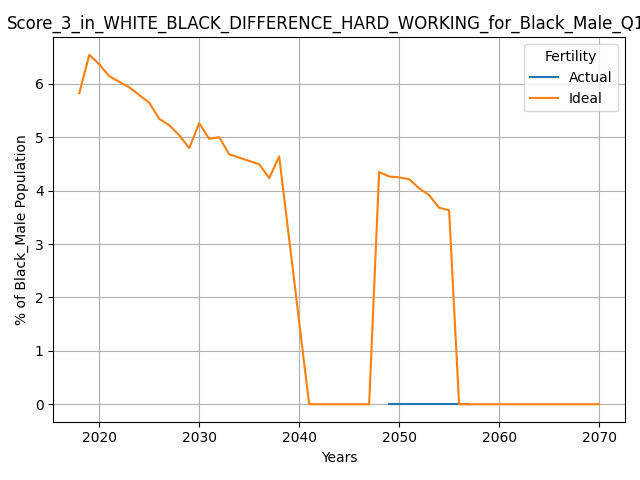 Score_3_in_WHITE_BLACK_DIFFERENCE_HARD_WORKING_for_Black_Male_Q1
Fertility
Actual
Ideal
% of Black_Male Population
6
5
4
3
2
1
0
2020 2030 2040 2050 2060 2070
Years